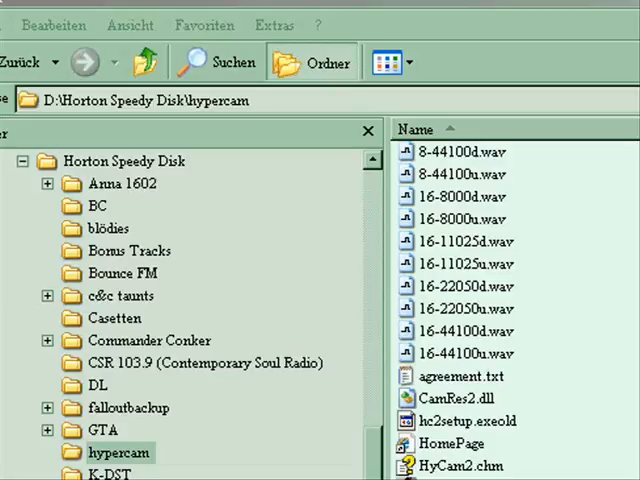 Bearbeiten Ansicht Favoriten Extras ?
Zurück Suchen Ordner
D:\Horton Speedy Disk\hypercam
Name
Horton Speedy Disk
Anna 1602
BC
blödies
Bonus Tracks
Bounce FM
c&c taunts
Casetten
Commander Conker
CSR 103.9 (Contemporary Soul Radio)
DL
falloutbackup
GTA
hypercam
K-DST
8-44100d.wav
8-44100u.wav
16-8000d.wav
16-8000u.wav
16-11025d.wav
16-11025u.wav
16-22050d.wav
16-22050u.wav
16-44100d.wav
16-44100u.wav
agreement.txt
CamRes2.dll
hc2setup.exeold
HomePage
HyCam2.chm